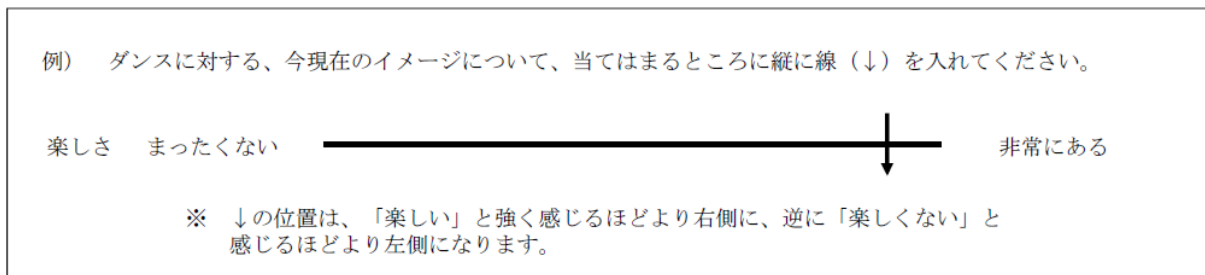 例)　ダンスに対する、今現在のイメージについて、当てはまるところに縦に線（↓）を入れてください。
楽しさ　まったくない　非常にある
※　↓の位置は、「楽しい」と強く感じるほどより右側に、逆に「楽しくない」と
感じるほどより左側になります。